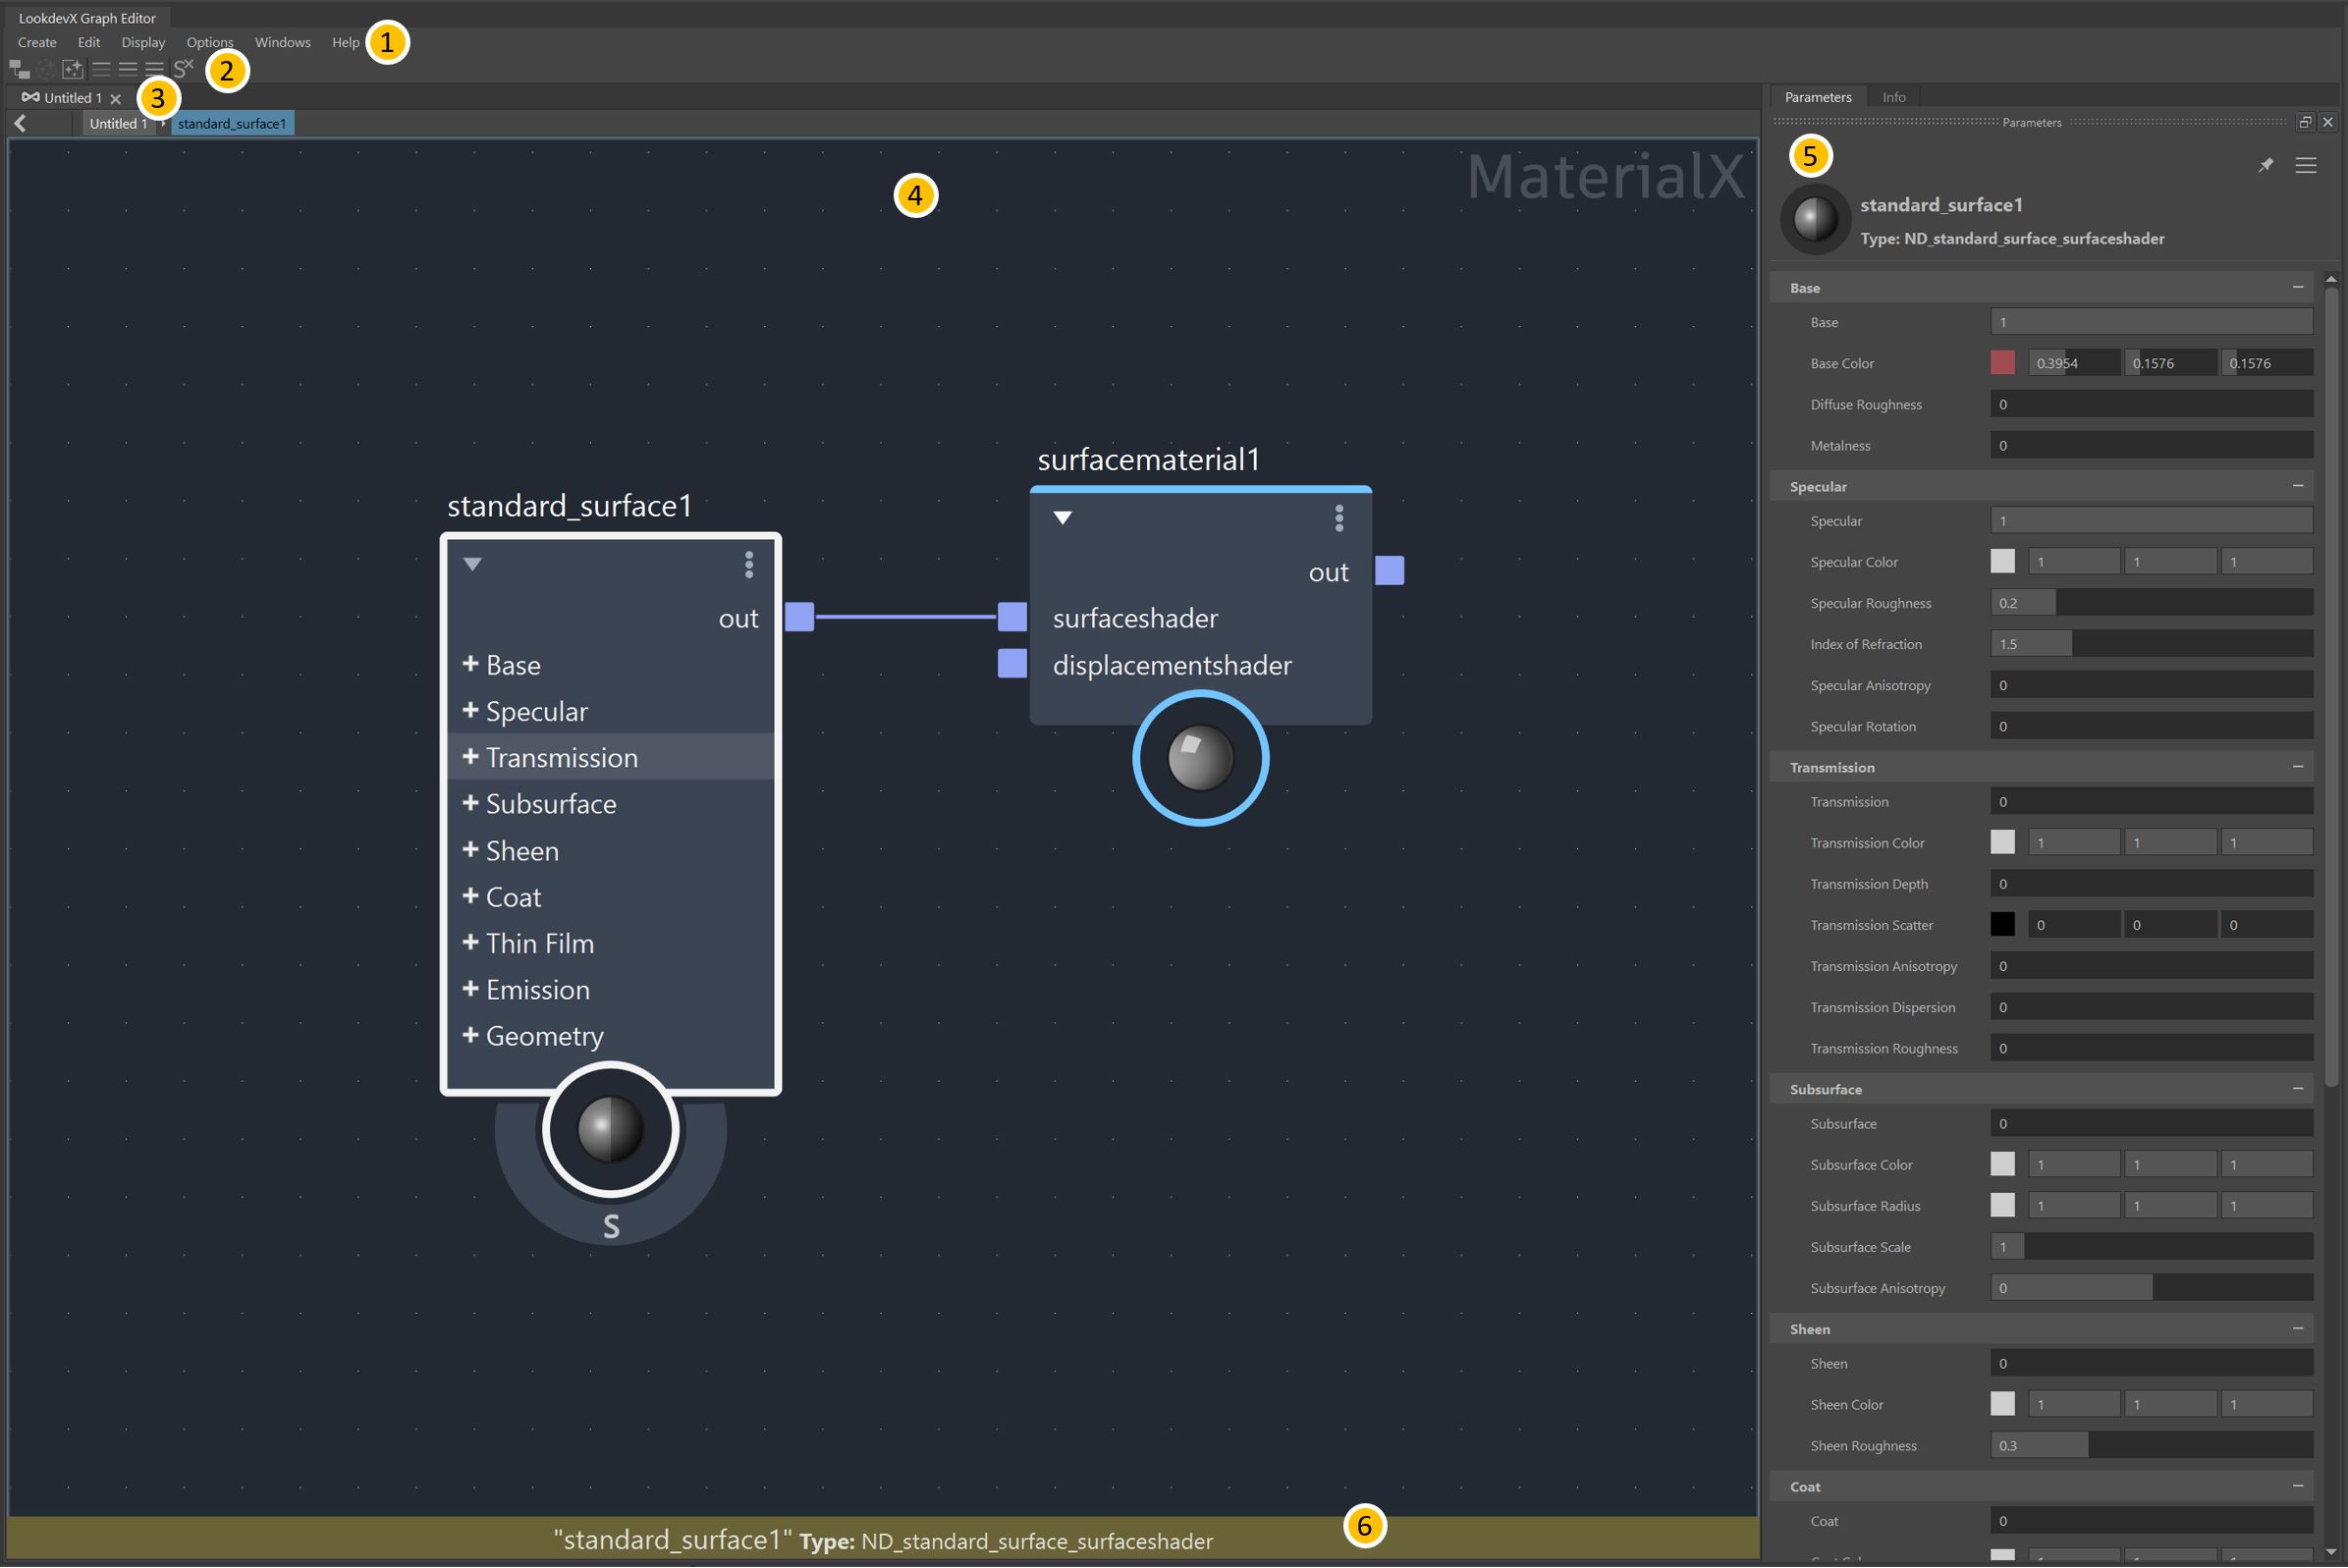 LookdevX Graph Editor
Create Edit Display Options Windows Help 1
S× 2
Untitled 1 × 3
Untitled 1 standard_surface1
4
MaterialX
standard_surface1
out
+ Base
+ Specular
+ Transmission
+ Subsurface
+ Sheen
+ Coat
+ Thin Film
+ Emission
+ Geometry
S
surfacematerial1
out
surfaceshader
displacementshader
"standard_surface1" Type: ND_standard_surface_surfaceshader
6
Parameters Info
Parameters
5
standard_surface1
Type: ND_standard_surface_surfaceshader
Base
Base 1
Base Color 0.3954 0.1576 0.1576
Diffuse Roughness 0
Metalness 0
Specular
Specular 1
Specular Color 1 1 1
Specular Roughness 0.2
Index of Refraction 1.5
Specular Anisotropy 0
Specular Rotation 0
Transmission
Transmission 0
Transmission Color 1 1 1
Transmission Depth 0
Transmission Scatter 0 0 0
Transmission Anisotropy 0
Transmission Dispersion 0
Transmission Roughness 0
Subsurface
Subsurface 0
Subsurface Color 1 1 1
Subsurface Radius 1 1 1
Subsurface Scale 1
Subsurface Anisotropy 0
Sheen
Sheen 0
Sheen Color 1 1 1
Sheen Roughness 0.3
Coat
Coat 0